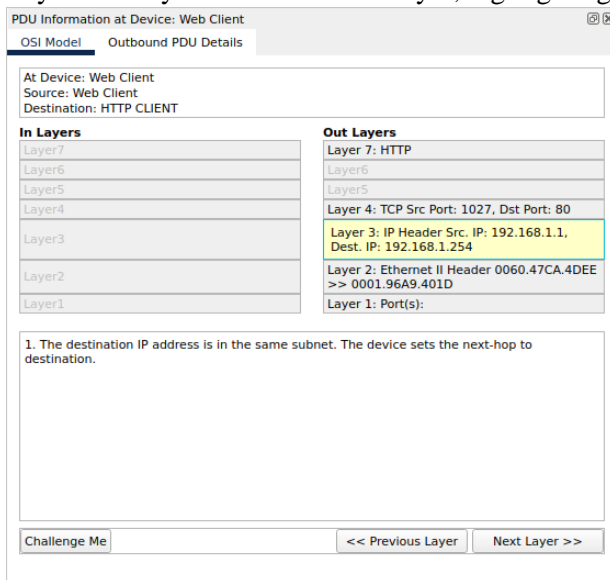 PDU Information at Device: Web Client
OSI Model Outbound PDU Details
At Device: Web Client
Source: Web Client
Destination: HTTP CLIENT
In Layers Out Layers
Layer7 Layer 7: HTTP
Layer6 Layer6
Layer5 Layer5
Layer4 Layer 4: TCP Src Port: 1027, Dst Port: 80
Layer3 Layer 3: IP Header Src. IP: 192.168.1.1,
Dest. IP: 192.168.1.254
Layer2 Layer 2: Ethernet II Header 0060.47CA.4DEE
>> 0001.96A9.401D
Layer1 Layer 1: Port(s):
1. The destination IP address is in the same subnet. The device sets the next-hop to
destination.
Challenge Me << Previous Layer Next Layer >>